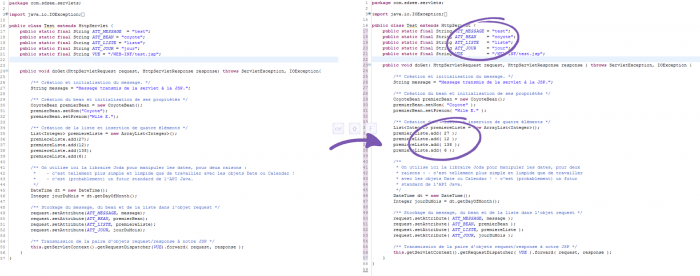 package com.sdzee.servlets;
import java.io.IOException;
public class Test extends HttpServlet {
public static final String ATT_MESSAGE = "test";
public static final String ATT_BEAN = "coyote";
public static final String ATT_LISTE = "liste";
public static final String ATT_JOUR = "jour";
public static final String VUE = "/WEB-INF/test.jsp";
public void doGet(HttpServletRequest request, HttpServletResponse response) throws ServletException, IOException{
/** Création et initialisation du message. */
String message = "Message transmis de la servlet à la JSP.";
/** Création du bean et initialisation de ses propriétés */
CoyoteBean premierBean = new CoyoteBean();
premierBean.setNom("Coyote");
premierBean.setPrenom("Wile E.");
/** Création de la liste et insertion de quatre éléments */
List<Integer> premiereListe = new ArrayList<Integer>();
premiereListe.add(27);
premiereListe.add(12);
premiereListe.add(138);
premiereListe.add(6);
/** On utilise ici la libraire Joda pour manipuler les dates, pour deux raisons :
* - c'est tellement plus simple et limpide que de travailler avec les objets Date ou Calendar !
* - c'est (probablement) un futur standard de l'API Java.
*/
DateTime dt = new DateTime();
Integer jourDuMois = dt.getDayOfMonth();
/** Stockage du message, du bean et de la liste dans l'objet request */
request.setAttribute(ATT_MESSAGE, message);
request.setAttribute(ATT_BEAN, premierBean);
request.setAttribute(ATT_LISTE, premiereListe);
request.setAttribute(ATT_JOUR, jourDuMois);
/** Transmission de la paire d'objets request/response à notre JSP */
this.getServletContext().getRequestDispatcher(VUE).forward( request, response );
}
}
package com.sdzee.servlets;
import java.io.IOException;
public class Test extends HttpServlet {
public static final String ATT_MESSAGE = "test";
public static final String ATT_BEAN = "coyote";
public static final String ATT_LISTE = "liste";
public static final String ATT_JOUR = "jour";
public static final String VUE = "/WEB-INF/test.jsp";
public void doGet( HttpServletRequest request, HttpServletResponse response ) throws ServletException, IOException {
/** Création et initialisation du message. */
String message = "Message transmis de la servlet à la JSP.";
/** Création du bean et initialisation de ses propriétés */
CoyoteBean premierBean = new CoyoteBean();
premierBean.setNom( "Coyote" );
premierBean.setPrenom( "Wile E." );
/** Création de la liste et insertion de quatre éléments */
List<Integer> premiereListe = new ArrayList<Integer>();
premiereListe.add( 27 );
premiereListe.add( 12 );
premiereListe.add( 138 );
premiereListe.add( 6 );
/**
* On utilise ici la libraire Joda pour manipuler les dates, pour deux
* raisons : - c'est tellement plus simple et limpide que de travailler
* avec les objets Date ou Calendar ! - c'est (probablement) un futur
* standard de l'API Java.
*/
DateTime dt = new DateTime();
Integer jourDuMois = dt.getDayOfMonth();
/** Stockage du message, du bean et de la liste dans l'objet request */
request.setAttribute( ATT_MESSAGE, message );
request.setAttribute( ATT_BEAN, premierBean );
request.setAttribute( ATT_LISTE, premiereListe );
request.setAttribute( ATT_JOUR, jourDuMois );
/** Transmission de la paire d'objets request/response à notre JSP */
this.getServletContext().getRequestDispatcher( VUE ).forward( request, response );
}
}